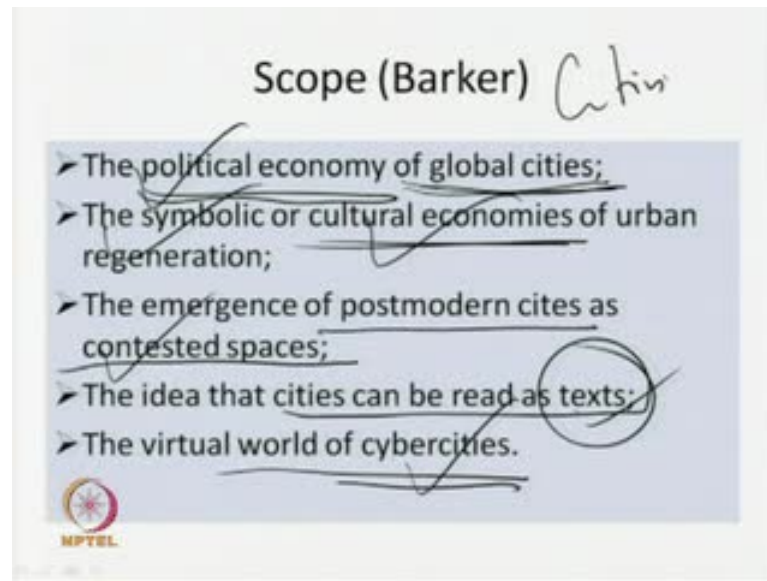 Scope (Barker)
➤The political economy of global cities;
➤The symbolic or cultural economies of urban
regeneration;
➤The emergence of postmodern cites as
contested spaces;
➤The idea that cities can be read as texts;
➤The virtual world of cybercities.
NPTEL